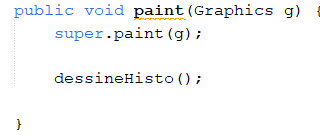 public void paint(Graphics g) {
    super.paint(g);
    dessineHisto();
}